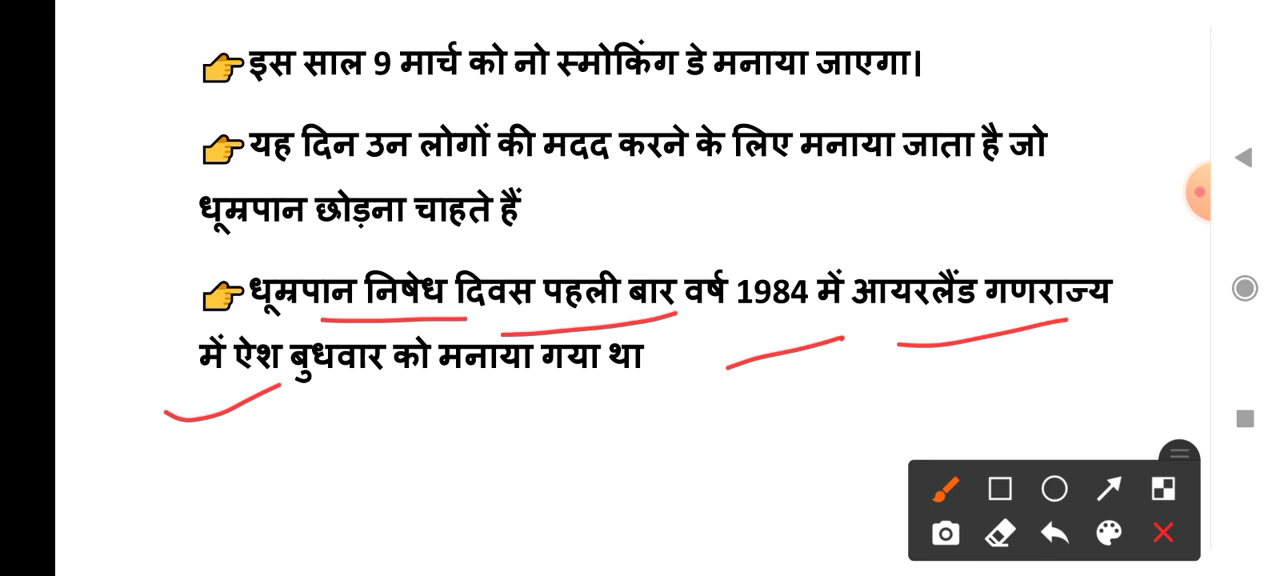 👉इस साल 9 मार्च को नो स्मोकिंग डे मनाया जाएगा।
👉यह दिन उन लोगों की मदद करने के लिए मनाया जाता है जो
धूम्रपान छोड़ना चाहते हैं
👉धूम्रपान निषेध दिवस पहली बार वर्ष 1984 में आयरलैंड गणराज्य
में ऐश बुधवार को मनाया गया था